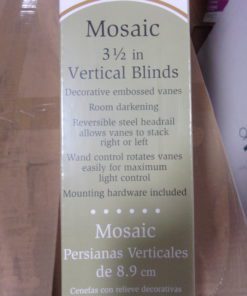 Mosaic
3½ in
Vertical Blinds
Decorative embossed vanes
Room darkening
Reversible steel headrail
allows vanes to stack
right or left
Wand control rotates vanes
easily for maximum
light control
Mounting hardware included
Mosaic
Persianas Verticales
de 8.9 cm
Cenefas con relieve decorativas